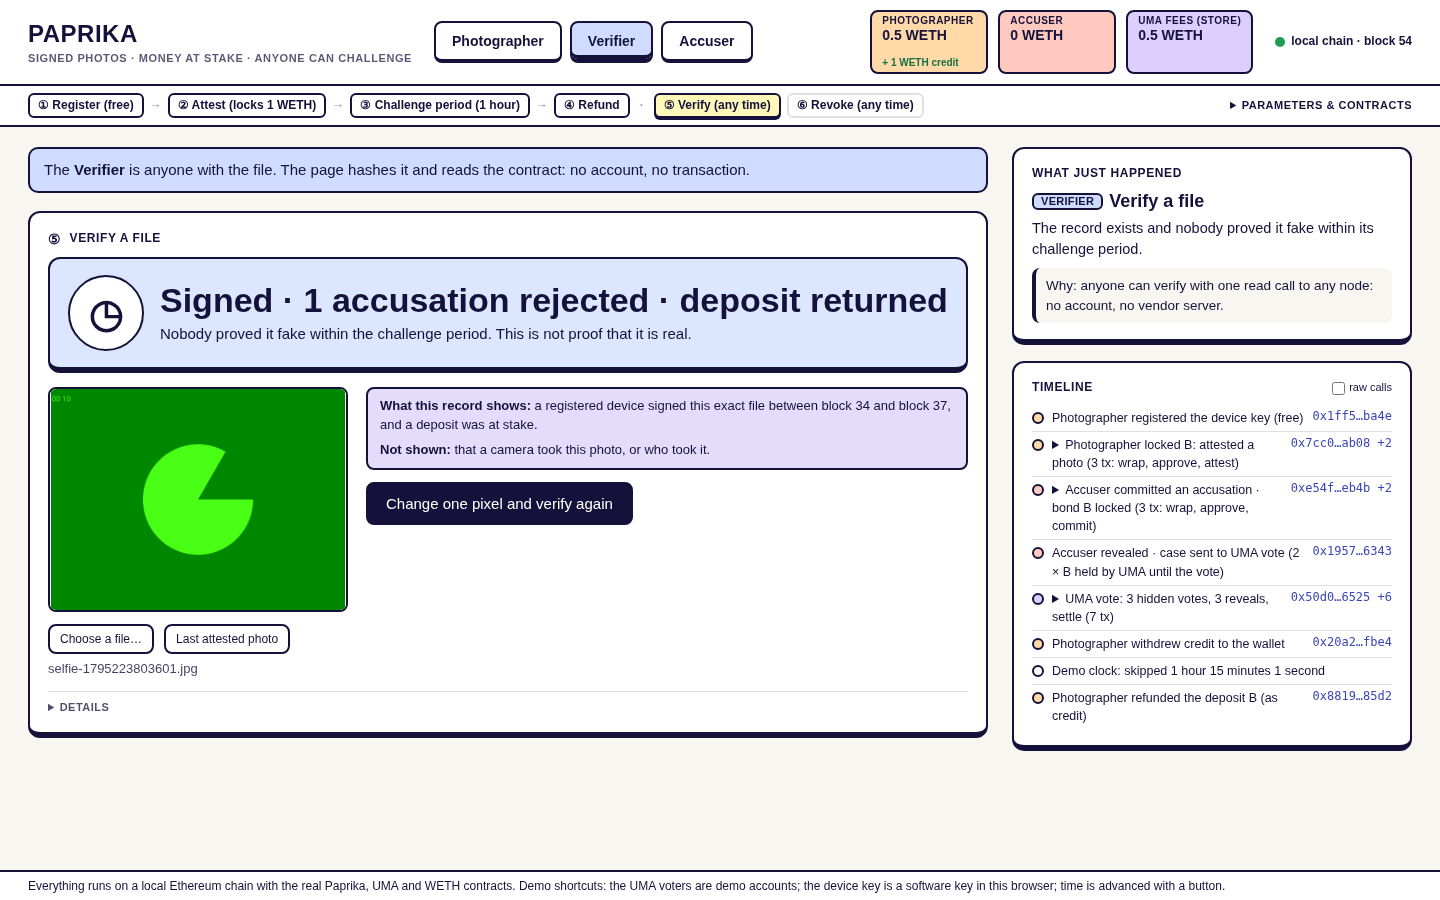 PAPRIKA
SIGNED PHOTOS · MONEY AT STAKE · ANYONE CAN CHALLENGE
Photographer
Verifier
Accuser
PHOTOGRAPHER
0.5 WETH
+ 1 WETH credit
ACCUSER
0 WETH
UMA FEES (STORE)
0.5 WETH
local chain · block 54
① Register (free) → ② Attest (locks 1 WETH) → ③ Challenge period (1 hour) → ④ Refund · ⑤ Verify (any time) ⑥ Revoke (any time)
PARAMETERS & CONTRACTS
The Verifier is anyone with the file. The page hashes it and reads the contract: no account, no transaction.
⑤ VERIFY A FILE
Signed · 1 accusation rejected · deposit returned
Nobody proved it fake within the challenge period. This is not proof that it is real.
What this record shows: a registered device signed this exact file between block 34 and block 37,
and a deposit was at stake.
Not shown: that a camera took this photo, or who took it.
Change one pixel and verify again
Choose a file…
Last attested photo
selfie-1795223803601.jpg
DETAILS
WHAT JUST HAPPENED
VERIFIER Verify a file
The record exists and nobody proved it fake within its
challenge period.
Why: anyone can verify with one read call to any node:
no account, no vendor server.
TIMELINE
raw calls
Photographer registered the device key (free) 0x1ff5…ba4e
Photographer locked B: attested a 0x7cc0…ab08 +2
photo (3 tx: wrap, approve, attest)
Accuser committed an accusation · 0xe54f…eb4b +2
bond B locked (3 tx: wrap, approve,
commit)
Accuser revealed · case sent to UMA vote (2 0x1957…6343
× B held by UMA until the vote)
UMA vote: 3 hidden votes, 3 reveals, 0x50d0…6525 +6
settle (7 tx)
Photographer withdrew credit to the wallet 0x20a2…fbe4
Demo clock: skipped 1 hour 15 minutes 1 second
Photographer refunded the deposit B (as 0x8819…85d2
credit)
Everything runs on a local Ethereum chain with the real Paprika, UMA and WETH contracts. Demo shortcuts: the UMA voters are demo accounts; the device key is a software key in this browser; time is advanced with a button.